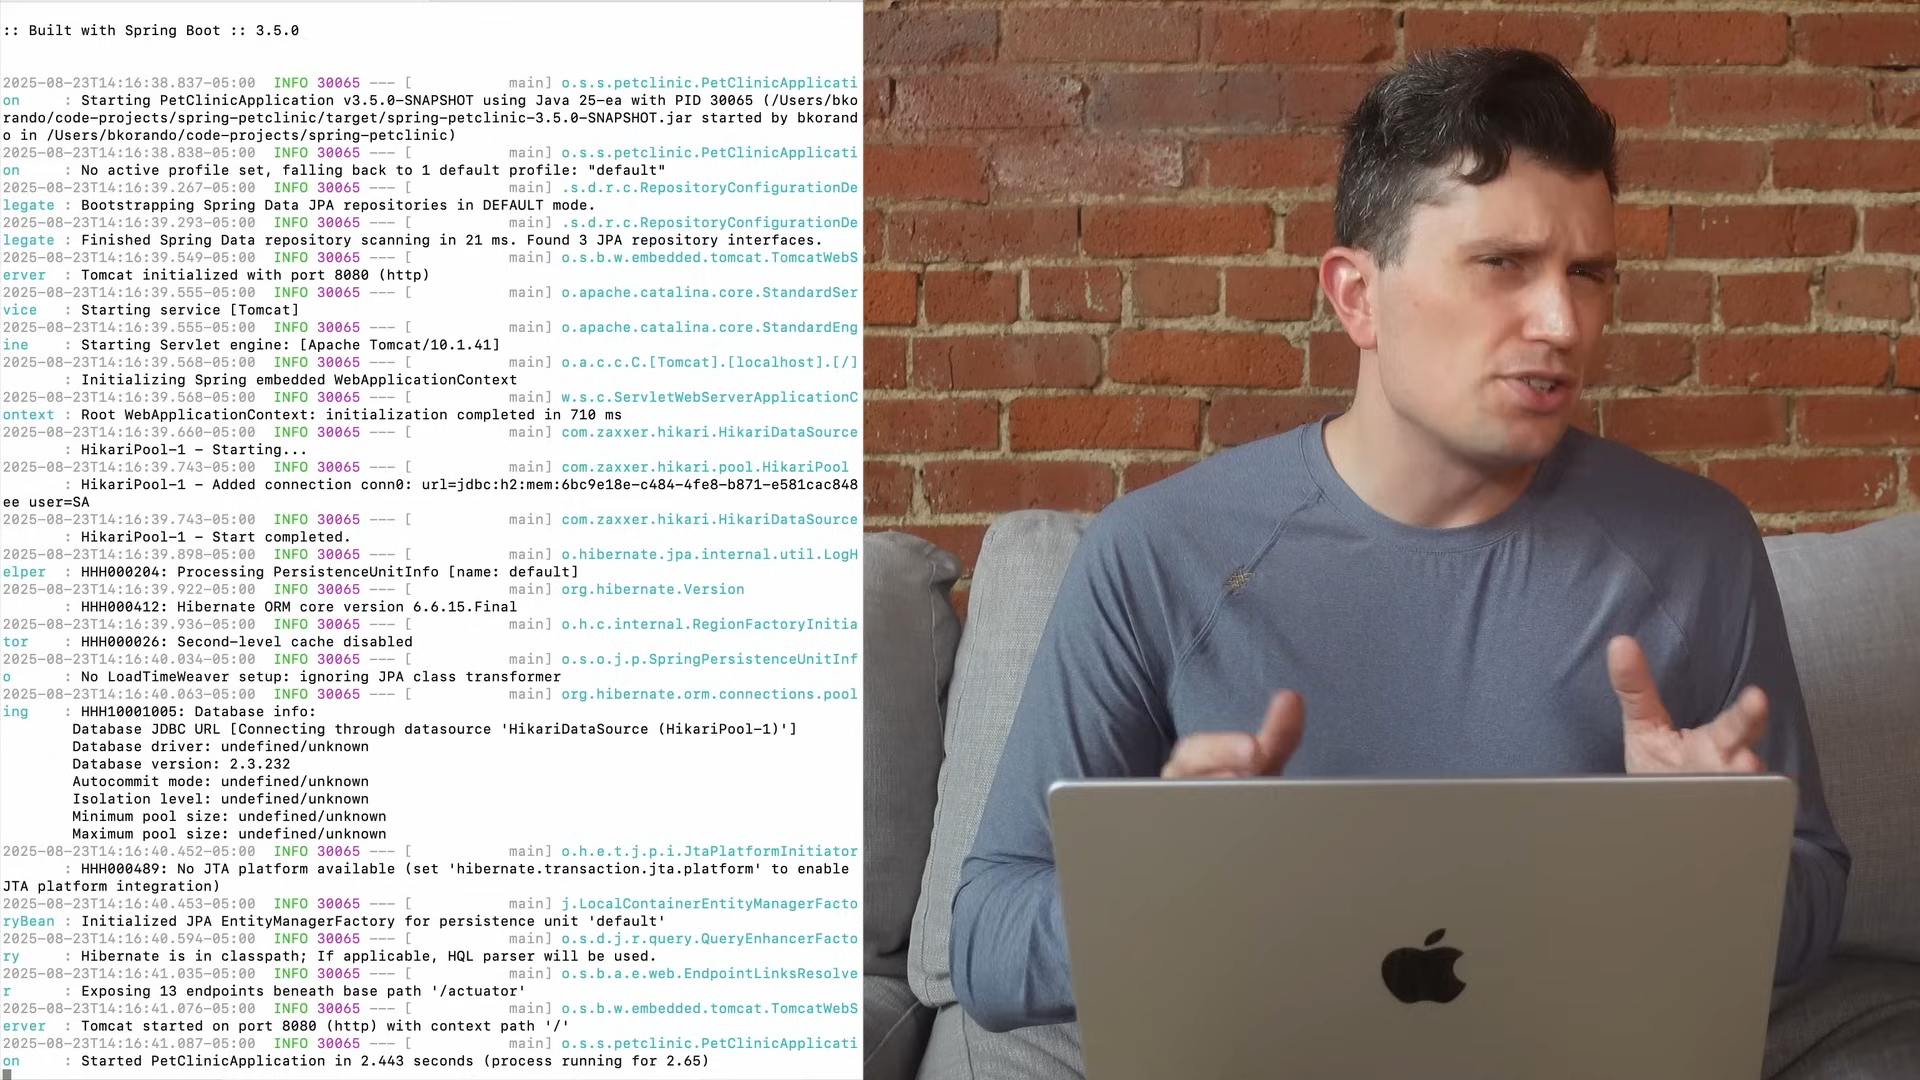 :: Built with Spring Boot :: 3.5.0
2025-08-23T14:16:38.837-05:00  INFO 30065 --- [           main] o.s.s.petclinic.PetClinicApplicati
on     : Starting PetClinicApplication v3.5.0-SNAPSHOT using Java 25-ea with PID 30065 (/Users/bko
rando/code-projects/spring-petclinic/target/spring-petclinic-3.5.0-SNAPSHOT.jar started by bkorand
o in /Users/bkorando/code-projects/spring-petclinic)
2025-08-23T14:16:38.838-05:00  INFO 30065 --- [           main] o.s.s.petclinic.PetClinicApplicati
on     : No active profile set, falling back to 1 default profile: "default"
2025-08-23T14:16:39.267-05:00  INFO 30065 --- [           main] .s.d.r.c.RepositoryConfigurationDe
legate : Bootstrapping Spring Data JPA repositories in DEFAULT mode.
2025-08-23T14:16:39.293-05:00  INFO 30065 --- [           main] .s.d.r.c.RepositoryConfigurationDe
legate : Finished Spring Data repository scanning in 21 ms. Found 3 JPA repository interfaces.
2025-08-23T14:16:39.549-05:00  INFO 30065 --- [           main] o.s.b.w.embedded.tomcat.TomcatWebS
erver  : Tomcat initialized with port 8080 (http)
2025-08-23T14:16:39.555-05:00  INFO 30065 --- [           main] o.apache.catalina.core.StandardSer
vice   : Starting service [Tomcat]
2025-08-23T14:16:39.555-05:00  INFO 30065 --- [           main] o.apache.catalina.core.StandardEng
ine    : Starting Servlet engine: [Apache Tomcat/10.1.41]
2025-08-23T14:16:39.568-05:00  INFO 30065 --- [           main] o.a.c.c.C.[Tomcat].[localhost].[/]
       : Initializing Spring embedded WebApplicationContext
2025-08-23T14:16:39.568-05:00  INFO 30065 --- [           main] w.s.c.ServletWebServerApplicationC
ontext : Root WebApplicationContext: initialization completed in 710 ms
2025-08-23T14:16:39.660-05:00  INFO 30065 --- [           main] com.zaxxer.hikari.HikariDataSource
       : HikariPool-1 - Starting...
2025-08-23T14:16:39.743-05:00  INFO 30065 --- [           main] com.zaxxer.hikari.pool.HikariPool
       : HikariPool-1 - Added connection conn0: url=jdbc:h2:mem:6bc9e18e-c484-4fe8-b871-e581cac848
ee user=SA
2025-08-23T14:16:39.743-05:00  INFO 30065 --- [           main] com.zaxxer.hikari.HikariDataSource
       : HikariPool-1 - Start completed.
2025-08-23T14:16:39.898-05:00  INFO 30065 --- [           main] o.hibernate.jpa.internal.util.LogH
elper  : HHH000204: Processing PersistenceUnitInfo [name: default]
2025-08-23T14:16:39.922-05:00  INFO 30065 --- [           main] org.hibernate.Version
       : HHH000412: Hibernate ORM core version 6.6.15.Final
2025-08-23T14:16:39.936-05:00  INFO 30065 --- [           main] o.h.c.internal.RegionFactoryInitia
tor    : HHH000026: Second-level cache disabled
2025-08-23T14:16:40.034-05:00  INFO 30065 --- [           main] o.s.o.j.p.SpringPersistenceUnitInf
o      : No LoadTimeWeaver setup: ignoring JPA class transformer
2025-08-23T14:16:40.063-05:00  INFO 30065 --- [           main] org.hibernate.orm.connections.pool
ing    : HHH10001005: Database info:
        Database JDBC URL [Connecting through datasource 'HikariDataSource (HikariPool-1)']
        Database driver: undefined/unknown
        Database version: 2.3.232
        Autocommit mode: undefined/unknown
        Isolation level: undefined/unknown
        Minimum pool size: undefined/unknown
        Maximum pool size: undefined/unknown
2025-08-23T14:16:40.452-05:00  INFO 30065 --- [           main] o.h.e.t.j.p.i.JtaPlatformInitiator
       : HHH000489: No JTA platform available (set 'hibernate.transaction.jta.platform' to enable
JTA platform integration)
2025-08-23T14:16:40.453-05:00  INFO 30065 --- [           main] j.LocalContainerEntityManagerFacto
ryBean : Initialized JPA EntityManagerFactory for persistence unit 'default'
2025-08-23T14:16:40.594-05:00  INFO 30065 --- [           main] o.s.d.j.r.query.QueryEnhancerFacto
ry     : Hibernate is in classpath; If applicable, HQL parser will be used.
2025-08-23T14:16:41.035-05:00  INFO 30065 --- [           main] o.s.b.a.e.web.EndpointLinksResolve
r      : Exposing 13 endpoints beneath base path '/actuator'
2025-08-23T14:16:41.076-05:00  INFO 30065 --- [           main] o.s.b.w.embedded.tomcat.TomcatWebS
erver  : Tomcat started on port 8080 (http) with context path '/'
2025-08-23T14:16:41.087-05:00  INFO 30065 --- [           main] o.s.s.petclinic.PetClinicApplicati
on     : Started PetClinicApplication in 2.443 seconds (process running for 2.65)